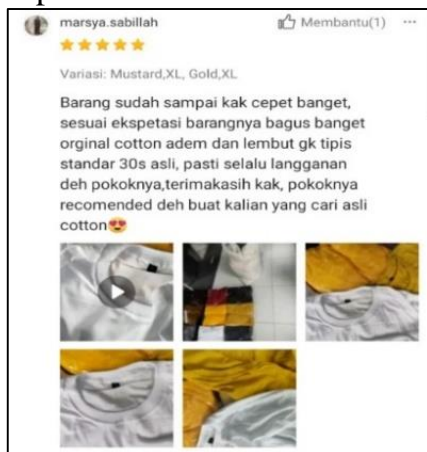 marsya.sabillah
Membantu(1)
Variasi: Mustard,XL, Gold,XL
Barang sudah sampai kak cepet banget,
sesuai ekspetasi barangnya bagus banget
orginal cotton adem dan lembut gk tipis
standar 30s asli, pasti selalu langganan
deh pokoknya,terimakasih kak, pokoknya
recomended deh buat kalian yang cari asli
cotton😍